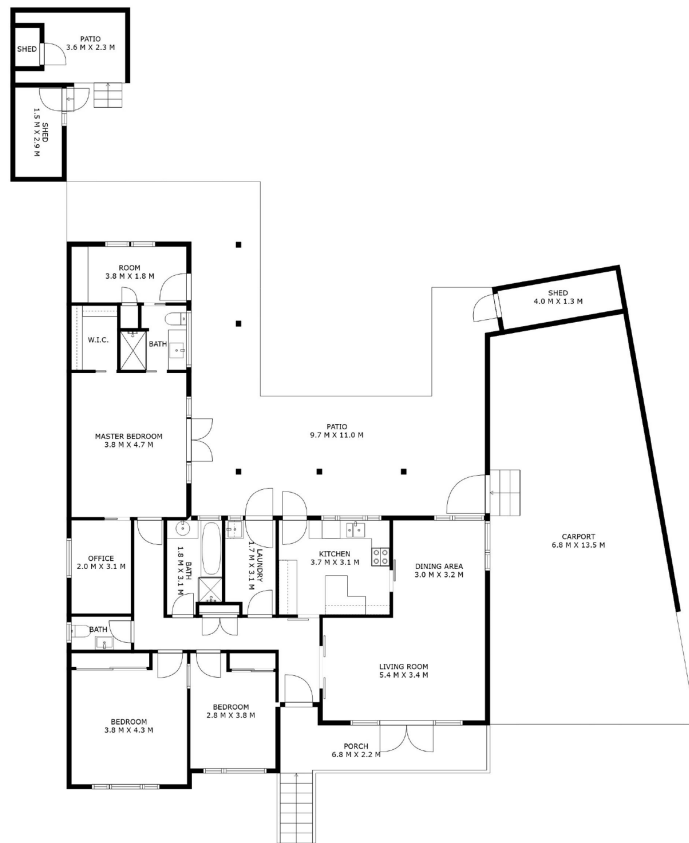 PATIO
3.6 M X 2.3 M
SHED
SHED
1.5 M X 2.9 M
ROOM
3.8 M X 1.8 M
SHED
4.0 M X 1.3 M
W.I.C.
BATH
MASTER BEDROOM
3.8 M X 4.7 M
PATIO
9.7 M X 11.0 M
CARPORT
6.8 M X 13.5 M
OFFICE
2.0 M X 3.1 M
BATH
1.8 M X 3.1 M
LAUNDRY
1.7 M X 3.1 M
KITCHEN
3.7 M X 3.1 M
DINING AREA
3.0 M X 3.2 M
BATH
LIVING ROOM
5.4 M X 3.4 M
BEDROOM
3.8 M X 4.3 M
BEDROOM
2.8 M X 3.8 M
PORCH
6.8 M X 2.2 M